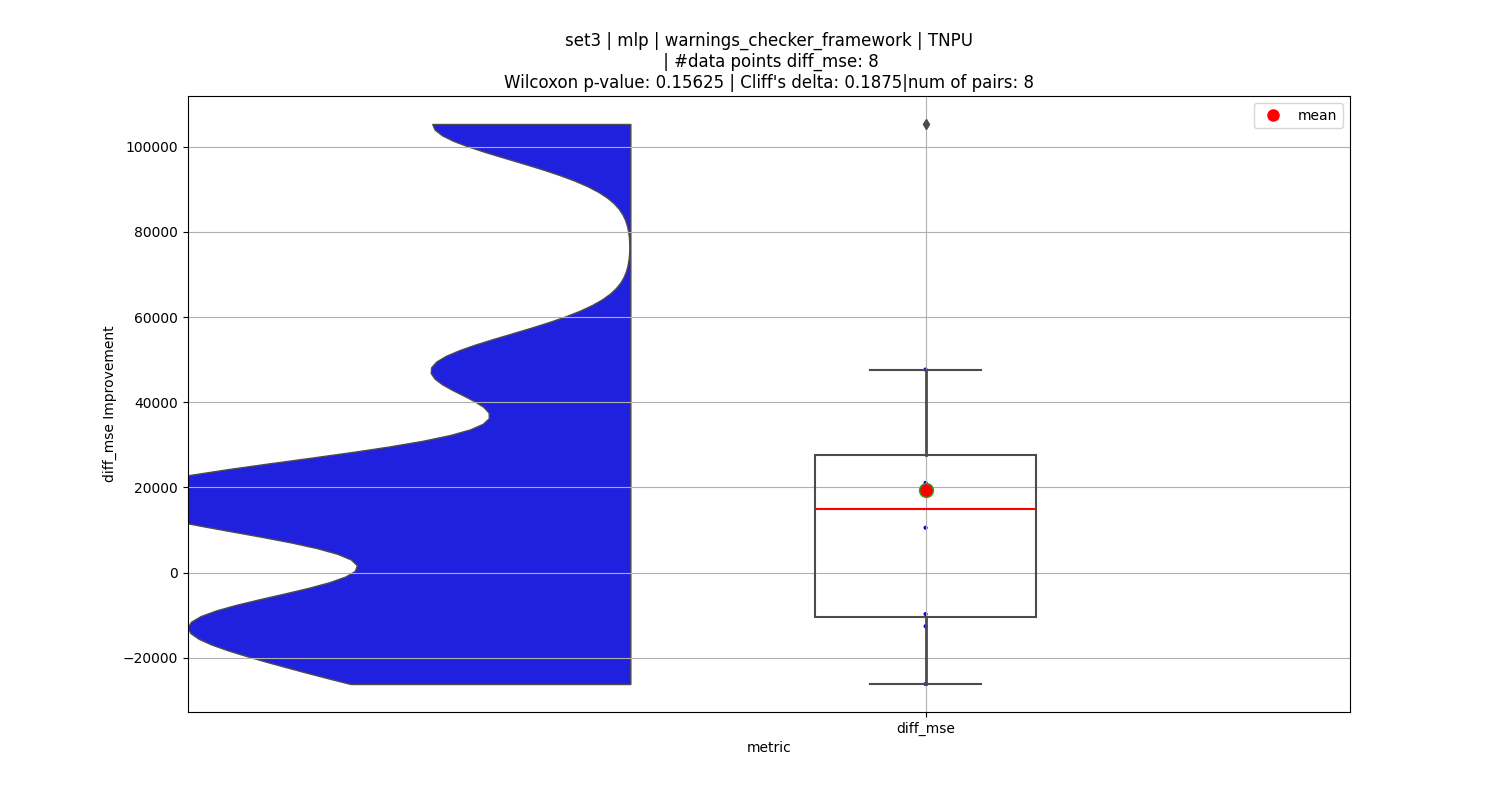 set3 | mlp | warnings_checker_framework | TNPU
| #data points diff_mse: 8
Wilcoxon p-value: 0.15625 | Cliff's delta: 0.1875|num of pairs: 8
mean
100000
80000
60000
40000
20000
0
−20000
diff_mse Improvement
diff_mse
metric